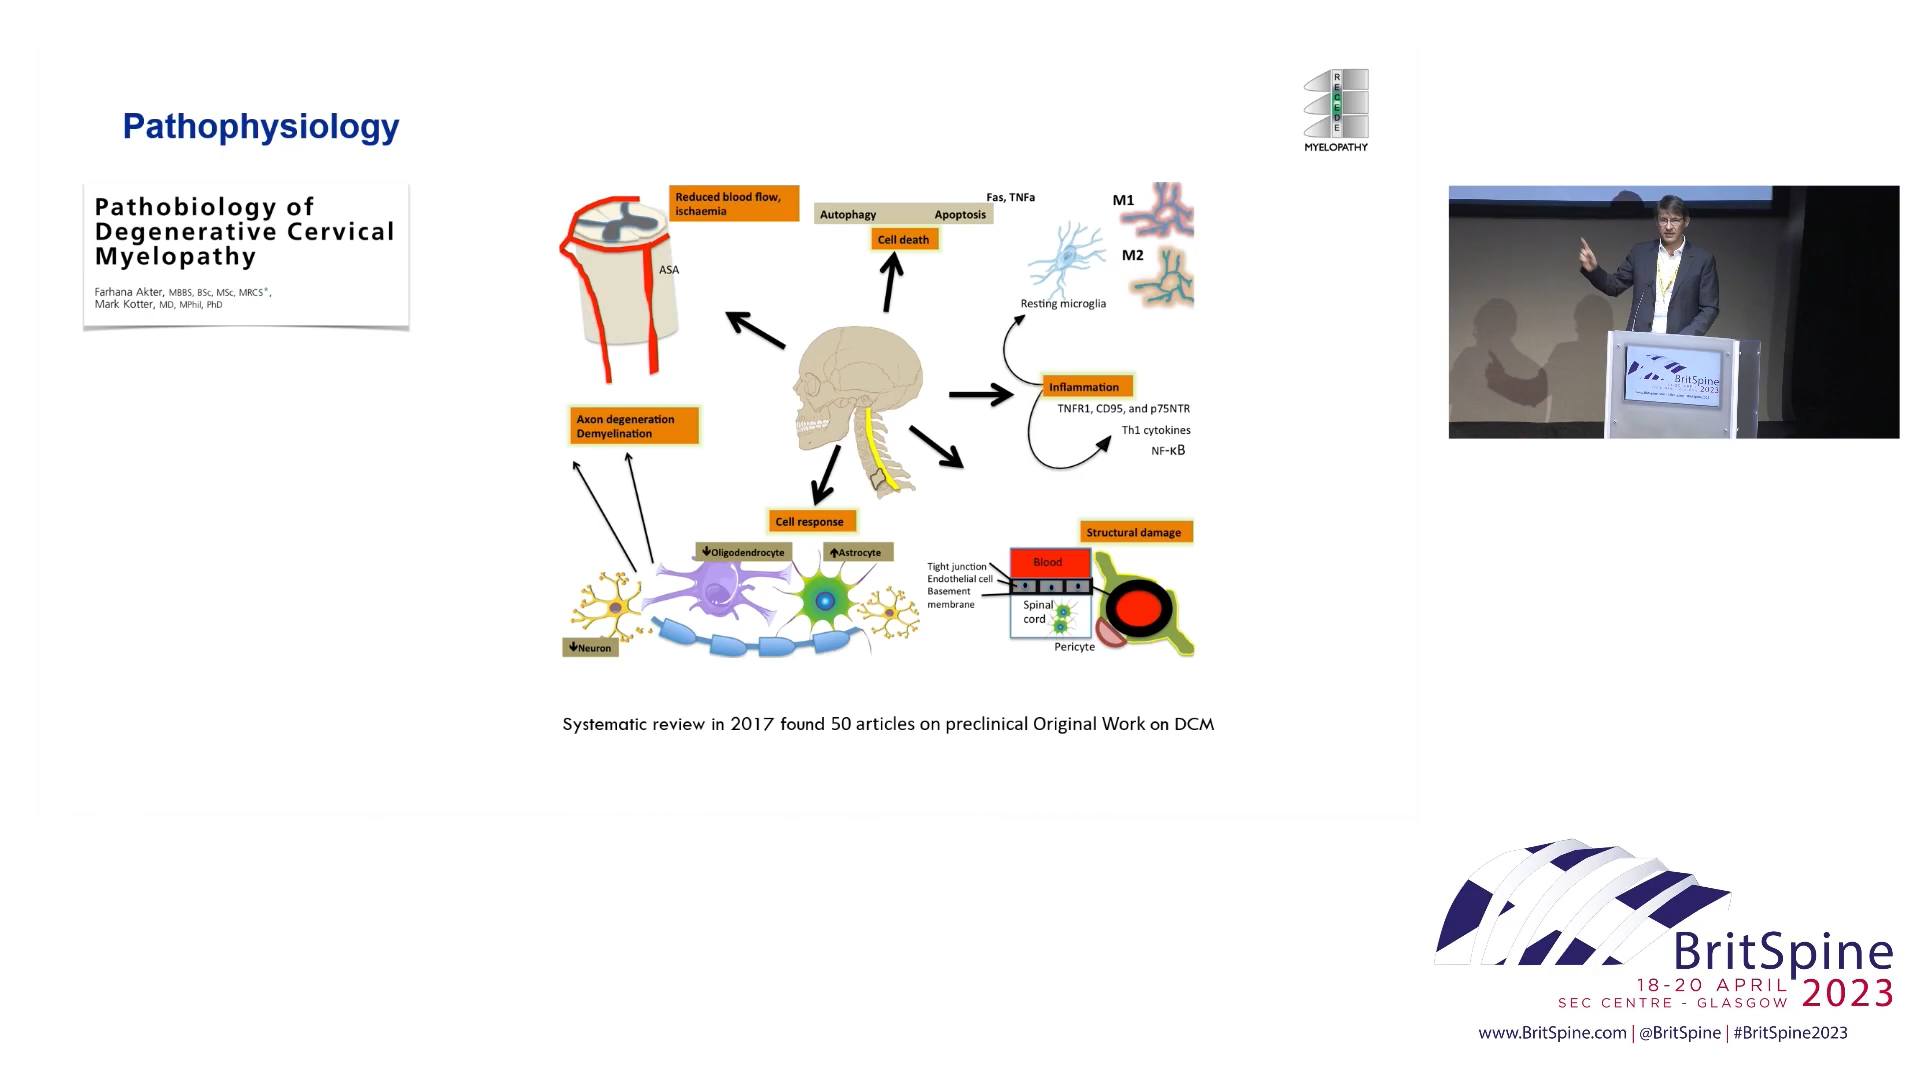 Pathophysiology
Pathobiology of
Degenerative Cervical
Myelopathy
Farhana Akter, MBBS, BSc, MSc, MRCS*,
Mark Kotter, MD, MPhil, PhD
RECEDE
MYELOPATHY
Reduced blood flow,
ischaemia
ASA
Autophagy Apoptosis
Fas, TNFa
Cell death
M1
M2
Resting microglia
Inflammation
TNFR1, CD95, and p75NTR
Th1 cytokines
NF-κB
Axon degeneration
Demyelination
Cell response
↓Oligodendrocyte
↑Astrocyte
↓Neuron
Structural damage
Blood
Tight junction
Endothelial cell
Basement
membrane
Spinal
cord
Pericyte
Systematic review in 2017 found 50 articles on preclinical Original Work on DCM
BritSpine
2023
BritSpine
18-20 APRIL 2023
SEC CENTRE - GLASGOW
www.BritSpine.com | @BritSpine | #BritSpine2023